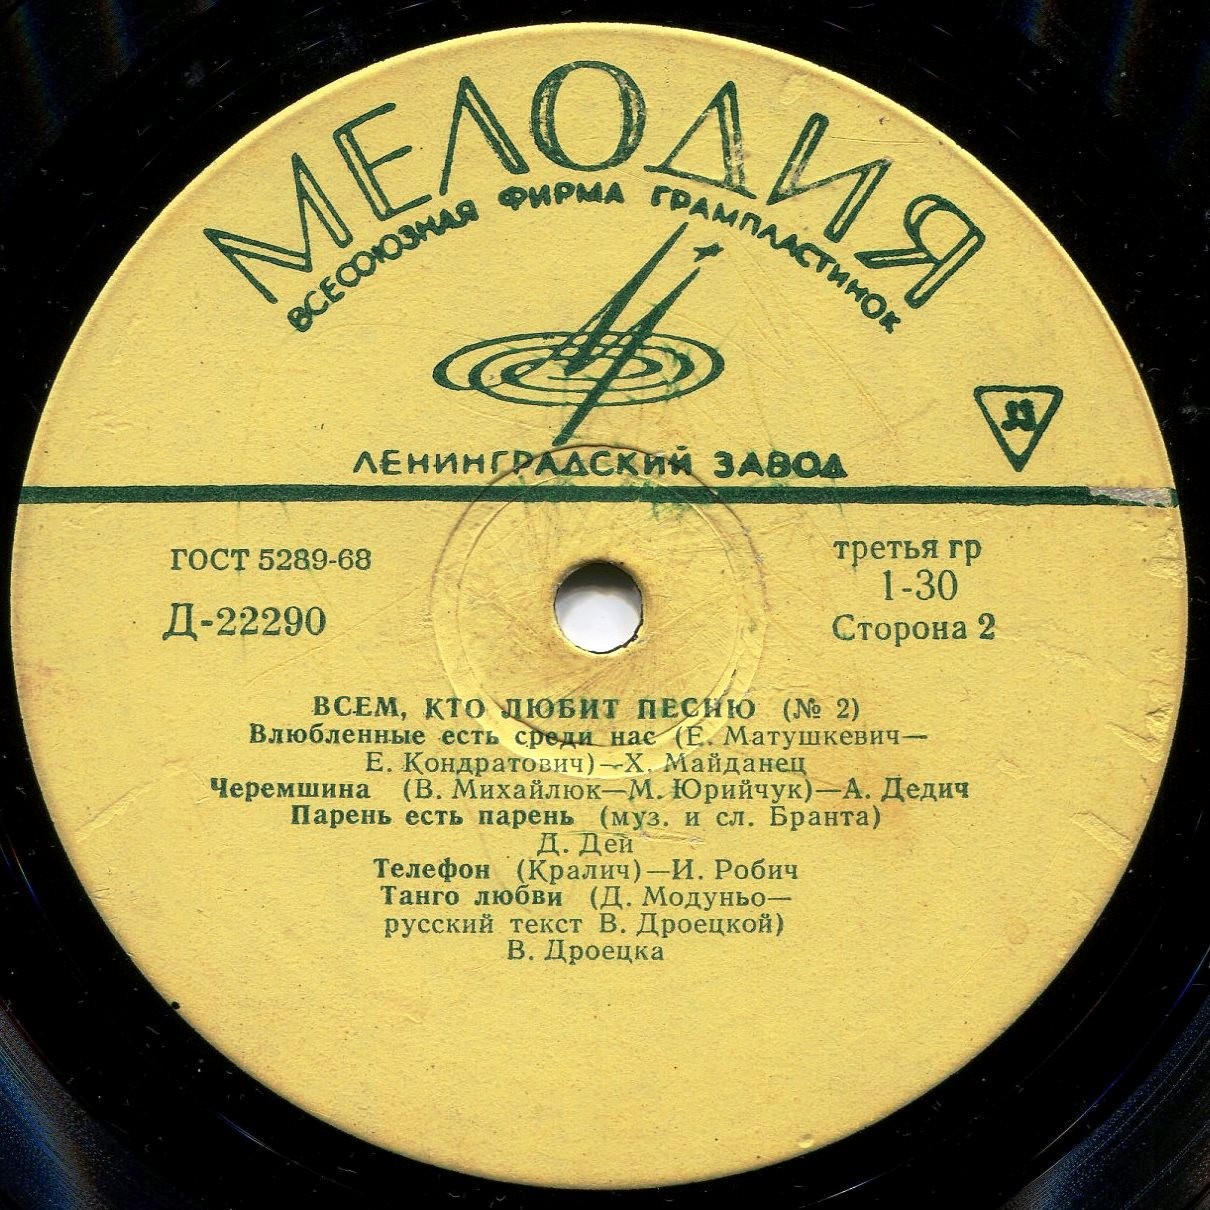 МЕЛОДИЯ
ВСЕСОЮЗНАЯ ФИРМА ГРАМПЛАСТИНОК
ЛЕНИНГРАДСКИЙ ЗАВОД
ГОСТ 5289-68
Д-22290
третья гр
1-30
Сторона 2
ВСЕМ, КТО ЛЮБИТ ПЕСНЮ (№ 2)
Влюбленные есть среди нас (Е. Матушкевич—
Е. Кондратович)—Х. Майданец
Черемшина (В. Михайлюк—М. Юрийчук)—А. Дедич
Парень есть парень (муз. и сл. Бранта)
Д. Дей
Телефон (Кралич)—И. Робич
Танго любви (Д. Модуньо—
русский текст В. Дроецкой)
В. Дроецка